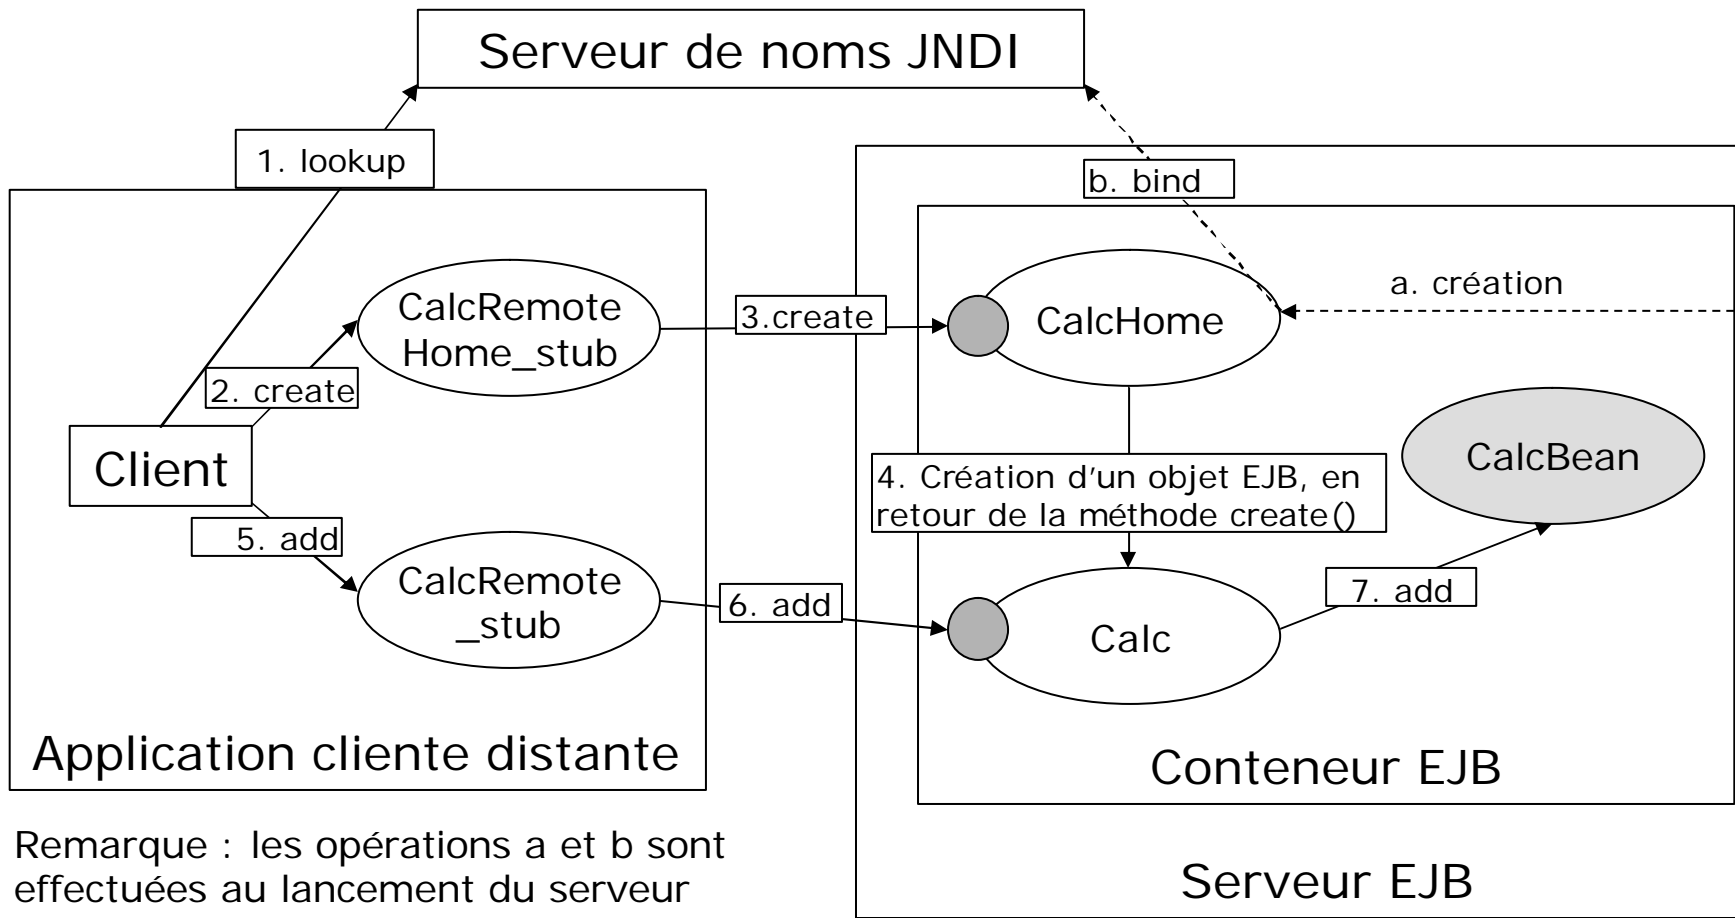 Serveur de noms JNDI
1. lookup
b. bind
a. création
CalcRemote
Home_stub
3.create
CalcHome
2. create
Client
4. Création d'un objet EJB, en
retour de la méthode create()
CalcBean
5. add
CalcRemote
_stub
6. add
Calc
7. add
Application cliente distante
Conteneur EJB
Remarque : les opérations a et b sont
effectuées au lancement du serveur
Serveur EJB